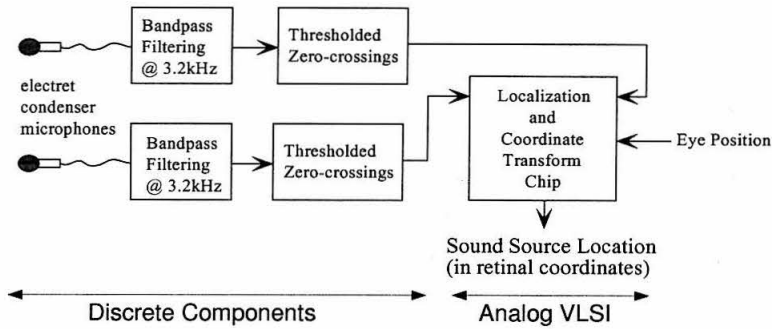 Bandpass
Filtering
@ 3.2kHz
Thresholded
Zero-crossings
electret
condenser
microphones
Bandpass
Filtering
@ 3.2kHz
Thresholded
Zero-crossings
Localization
and
Coordinate
Transform
Chip
Eye Position
Sound Source Location
(in retinal coordinates)
Discrete Components
Analog VLSI